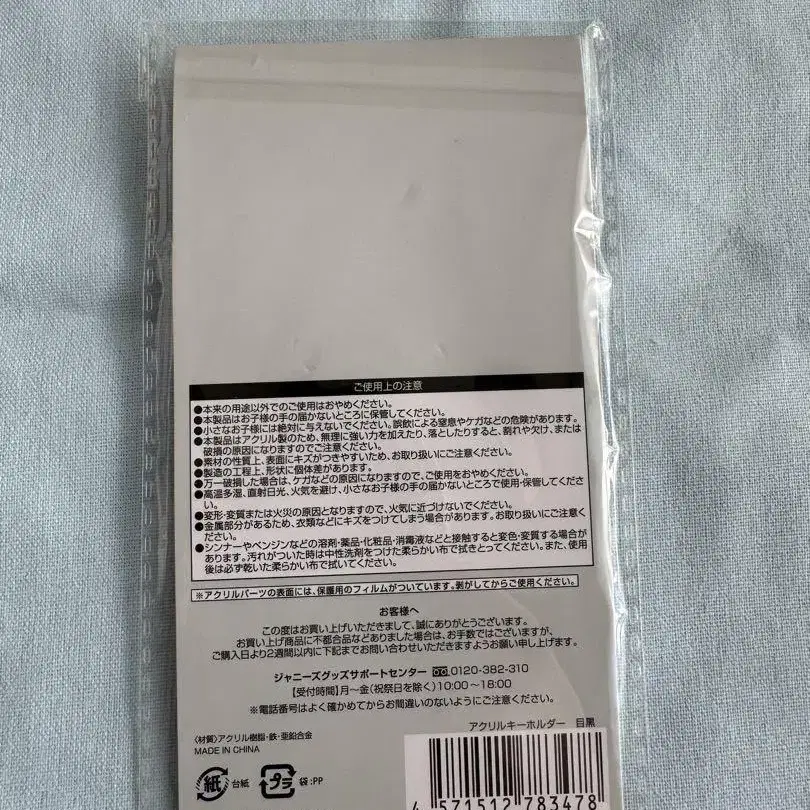 ご使用上の注意
●本来の用途以外でのご使用はおやめください。
●本製品はお子様の手の届かないところに保管してください。
●小さなお子様には絶対に与えないでください。誤飲による窒息やケガなどの危険があります。
●本製品はアクリル製のため、無理に強い力を加えたり、落としたりすると、割れや欠け、または
破損の原因になりますのでご注意ください。
●素材の性質上、表面にキズがつきやすいため、お取り扱いにご注意ください。
●製造の工程上、形状に個体差があります。
●万一破損した場合は、ケガなどの原因になりますので、ご使用をおやめください。
●高温多湿、直射日光、火気を避け、小さなお子様の手の届かないところで使用・保管してくださ
い。
●変形・変質または火災の原因となりますので、火気に近づけないでください。
●金属部分があるため、衣類などにキズをつけてしまう場合があります。お取り扱いにご注意く
●シンナーやベンジンなどの溶剤・薬品・化粧品・消毒液などと接触すると変色・変質する場合が
あります。汚れがついた時は中性洗剤をつけた柔らかい布で拭きとってください。また、使用
後は必ず乾いた柔らかい布で拭いてください。
※アクリルパーツの表面には、保護用のフィルムがついています。剥がしてからご使用ください。
お客様へ
この度はお買い上げいただきまして、誠にありがとうございます。
お買い上げ商品に不都合品などありました場合は、お手数ではございますが、
ご購入日より2週間以内に下記までお問い合わせいただきますようお願い申し上げます。
ジャニーズグッズサポートセンター 0120-382-310
【受付時間】月〜金(祝祭日を除く)10:00〜18:00
※電話番号はよく確かめてからお間違いのないようにご注意ください。
アクリルキーホルダー 目黒
〈材質〉アクリル樹脂・鉄・亜鉛合金
MADE IN CHINA
紙 台紙 プラ 袋:PP
4 571512 783478